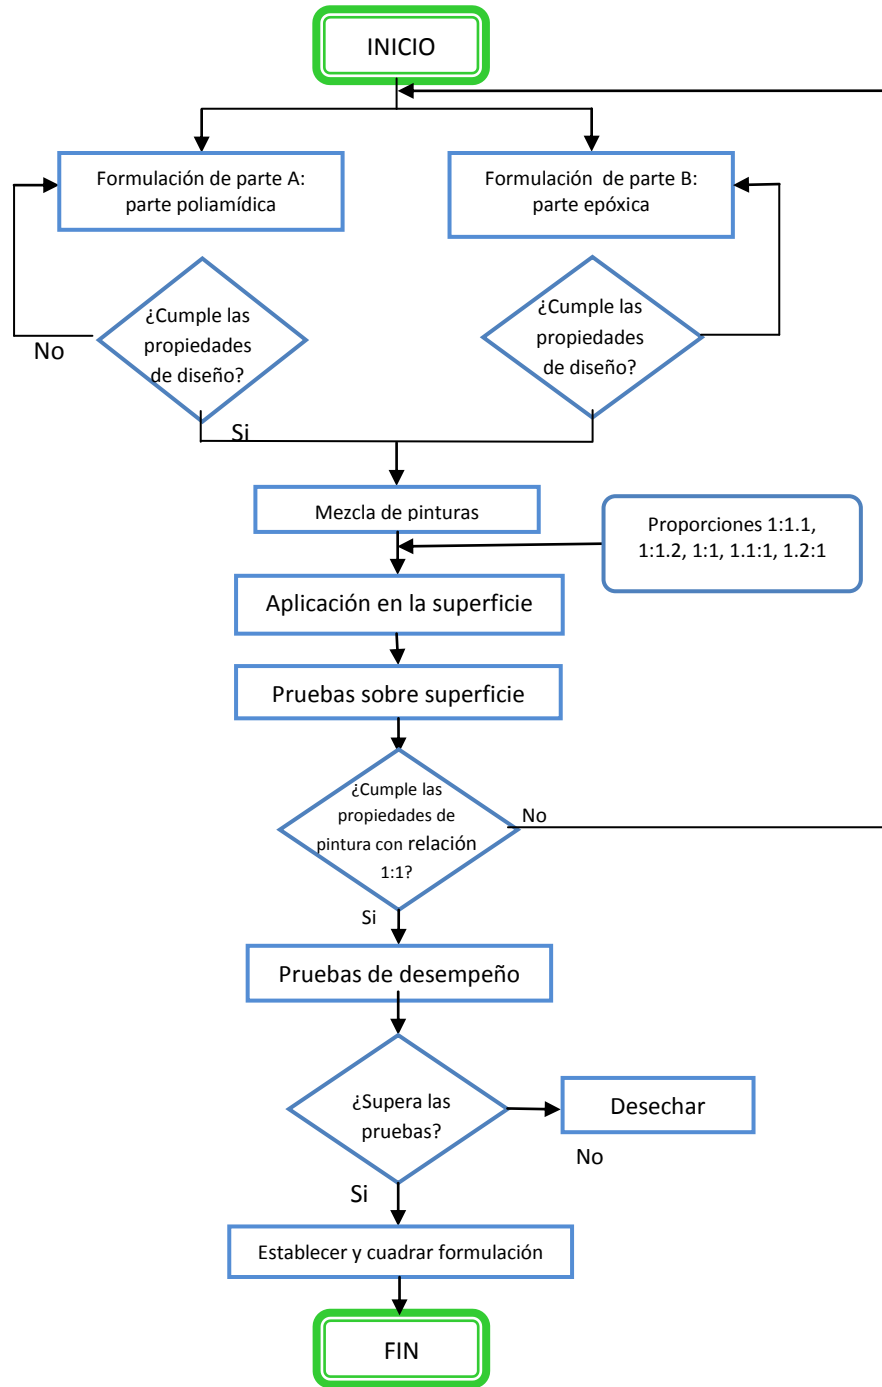 INICIO
Formulación de parte A:
parte poliamídica
Formulación de parte B:
parte epóxica
¿Cumple las
propiedades
de diseño?
No
¿Cumple las
propiedades
de diseño?
Si
Mezcla de pinturas
Proporciones 1:1.1,
1:1.2, 1:1, 1.1:1, 1.2:1
Aplicación en la superficie
Pruebas sobre superficie
¿Cumple las
propiedades de
pintura con relación
1:1?
No
Si
Pruebas de desempeño
¿Supera las
pruebas?
Desechar
No
Si
Establecer y cuadrar formulación
FIN